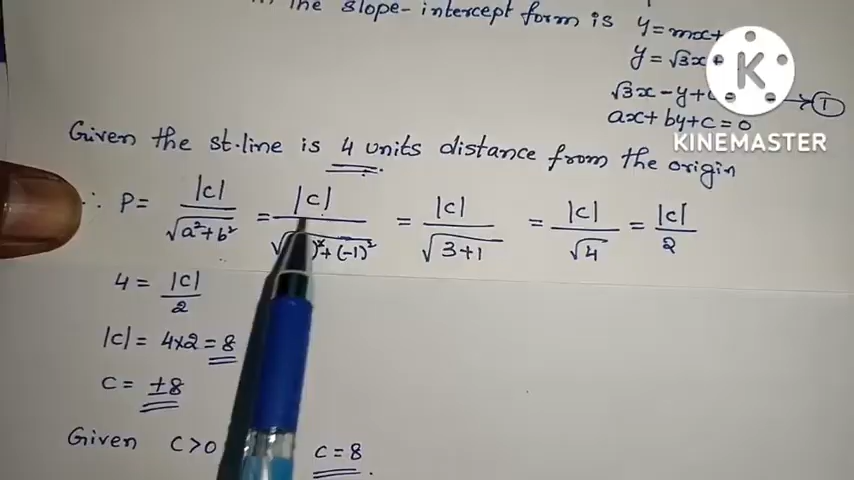 the slope-intercept form is y=mx+
y = √3x+
√3x-y+ → ①
ax+by+c=0
K
KINEMASTER
Given the st.line is 4 units distance from the origin
∴ P= |c|/√a²+b² = |c|/√ )²+(-1)² = |c|/√3+1 = |c|/√4 = |c|/2
4 = |c|/2
|c| = 4x2 = 8
c = ±8
Given c>0 c=8.